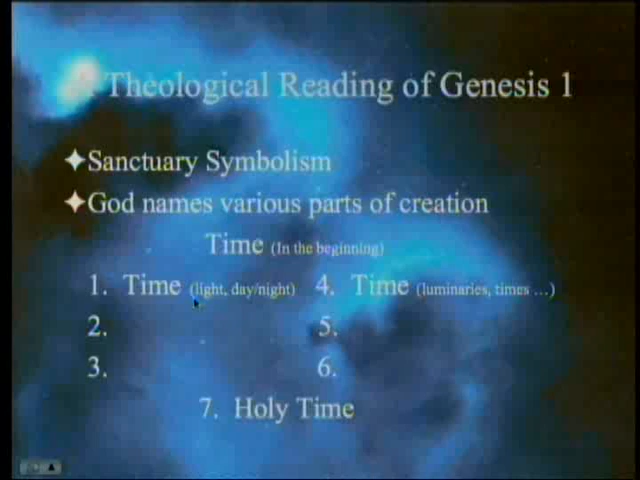 A Theological Reading of Genesis 1
Sanctuary Symbolism
God names various parts of creation
Time (In the beginning)
1. Time (light, day/night) 4. Time (luminaries, times ...)
2. 5.
3. 6.
7. Holy Time